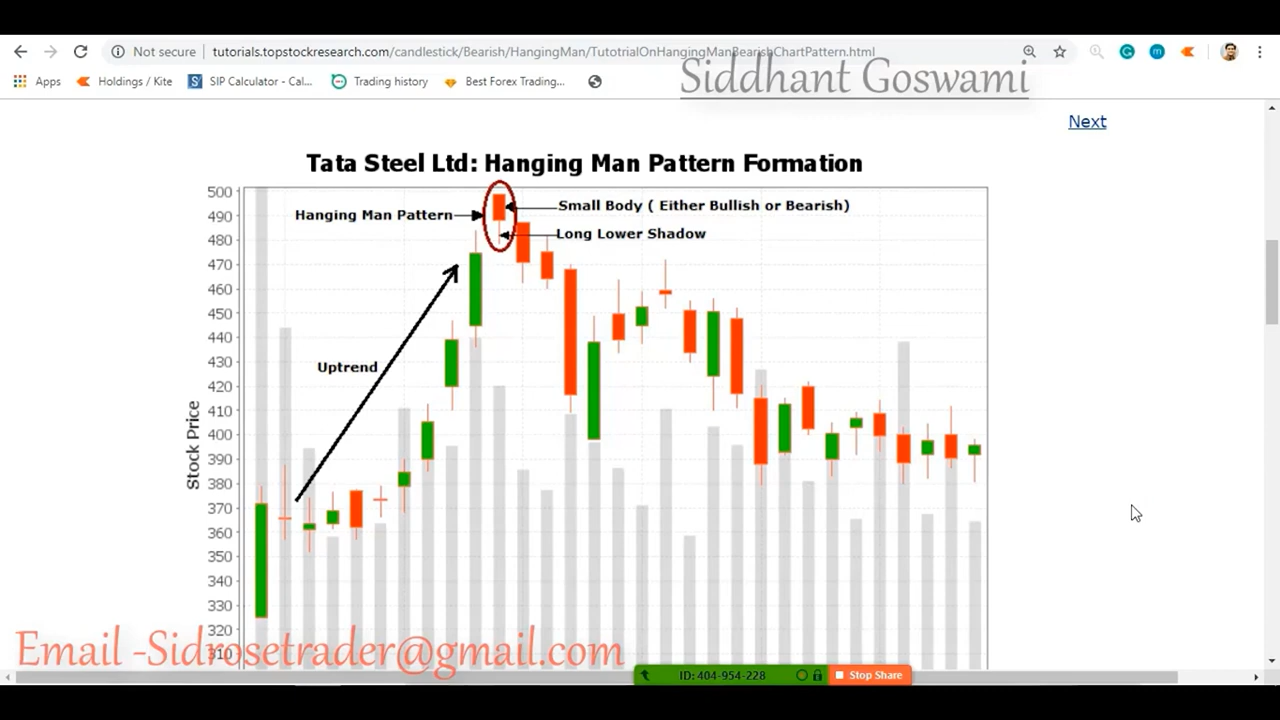 Not secure tutorials.topstockresearch.com/candlestick/Bearish/HangingMan/TutotrialOnHangingManBearishChartPattern.html
Apps Holdings / Kite SIP Calculator - Cal... Trading history Best Forex Trading...
Siddhant Goswami
Next
Tata Steel Ltd: Hanging Man Pattern Formation
500
Small Body ( Either Bullish or Bearish)
Hanging Man Pattern
490
Long Lower Shadow
480
470
460
450
440
430
Uptrend
420
410
400
390
380
370
360
350
340
330
320
310
Stock Price
Email -Sidrosetrader@gmail.com
ID: 404-954-228 Stop Share